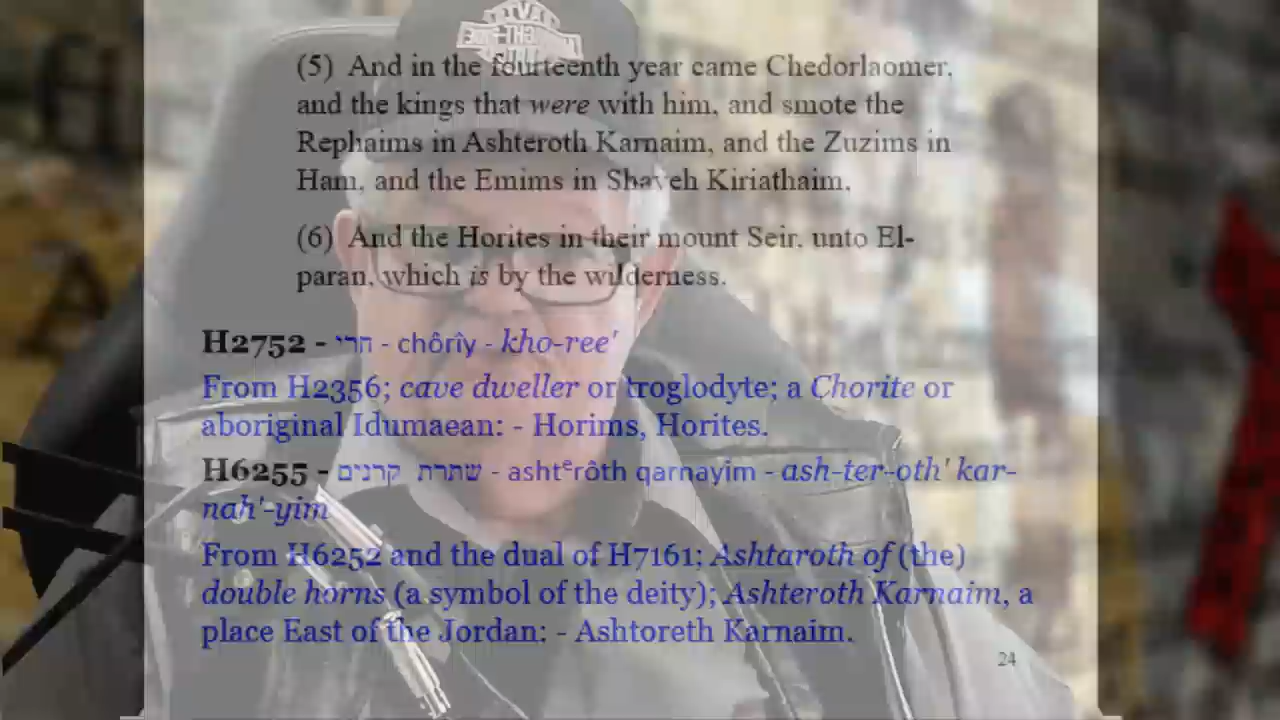 (5) And in the fourteenth year came Chedorlaomer,
and the kings that were with him, and smote the
Rephaims in Ashteroth Karnaim, and the Zuzims in
Ham, and the Emims in Shaveh Kiriathaim,
(6) And the Horites in their mount Seir, unto El-
paran, which is by the wilderness.
H2752 - חרי - chôrîy - kho-ree'
From H2356; cave dweller or troglodyte; a Chorite or
aboriginal Idumaean: - Horims, Horites.
H6255 - שתרת קרנים - ashtᵉrôth qarnayim - ash-ter-oth' kar-
nah'-yim
From H6252 and the dual of H7161; Ashtaroth of (the)
double horns (a symbol of the deity); Ashteroth Karnaim, a
place East of the Jordan: - Ashtoreth Karnaim.
24